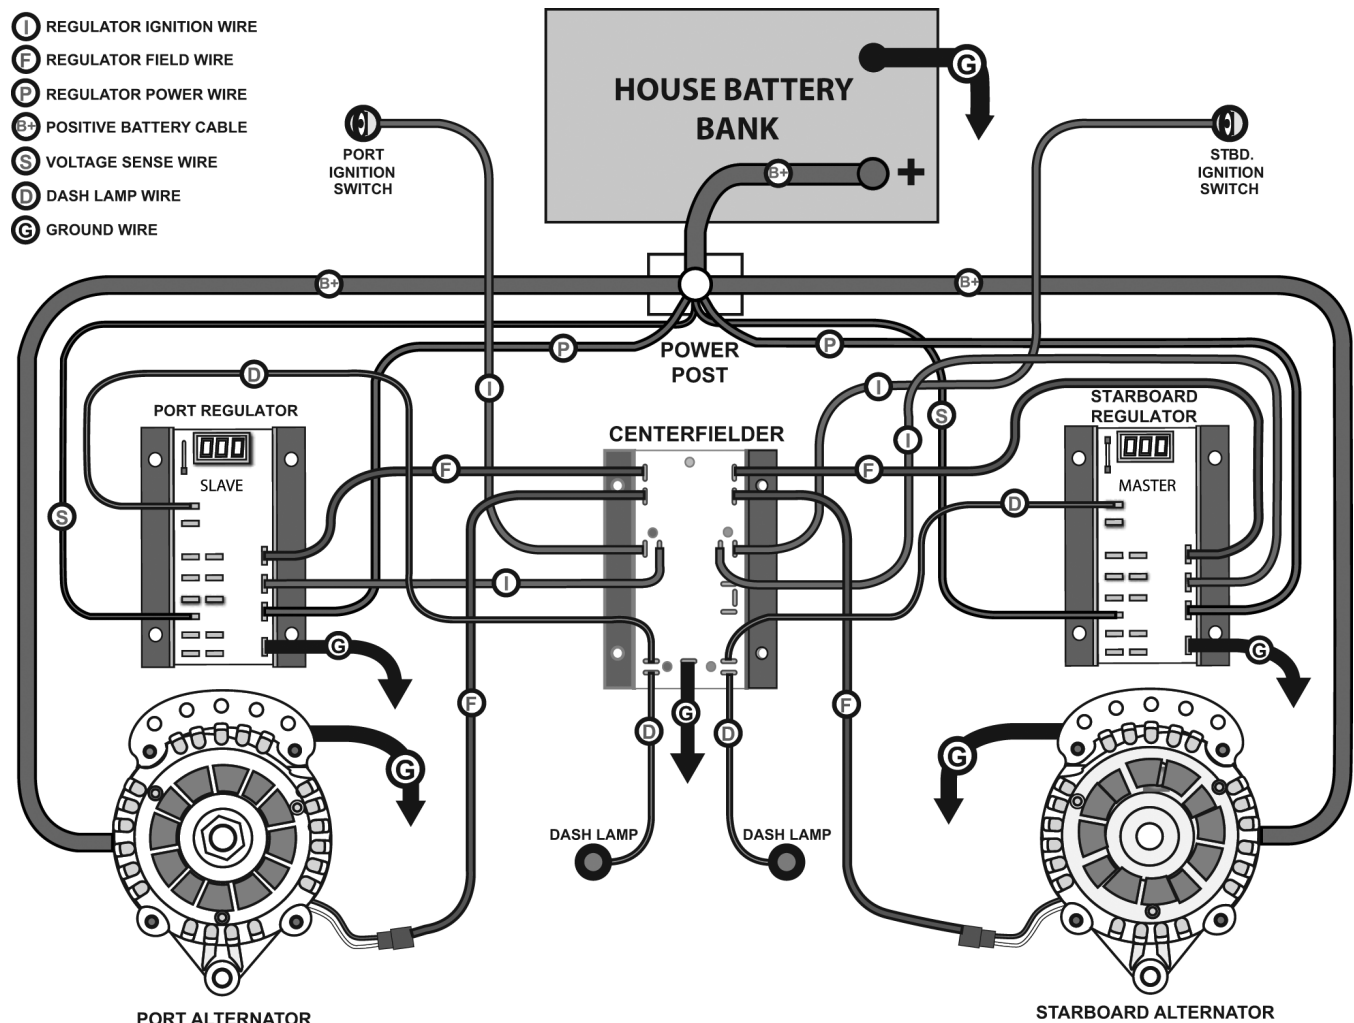 I REGULATOR IGNITION WIRE
F REGULATOR FIELD WIRE
P REGULATOR POWER WIRE
B+ POSITIVE BATTERY CABLE
S VOLTAGE SENSE WIRE
D DASH LAMP WIRE
G GROUND WIRE
HOUSE BATTERY
BANK
G
B+
+
PORT
IGNITION
SWITCH
STBD.
IGNITION
SWITCH
B+
B+
P
P
POWER
POST
D
I
I
S
I
PORT REGULATOR
STARBOARD
REGULATOR
CENTERFIELDER
000
SLAVE
000
MASTER
F
F
S
D
I
G
G
F
G
D
D
F
G
G
DASH LAMP
DASH LAMP
PORT ALTERNATOR
STARBOARD ALTERNATOR